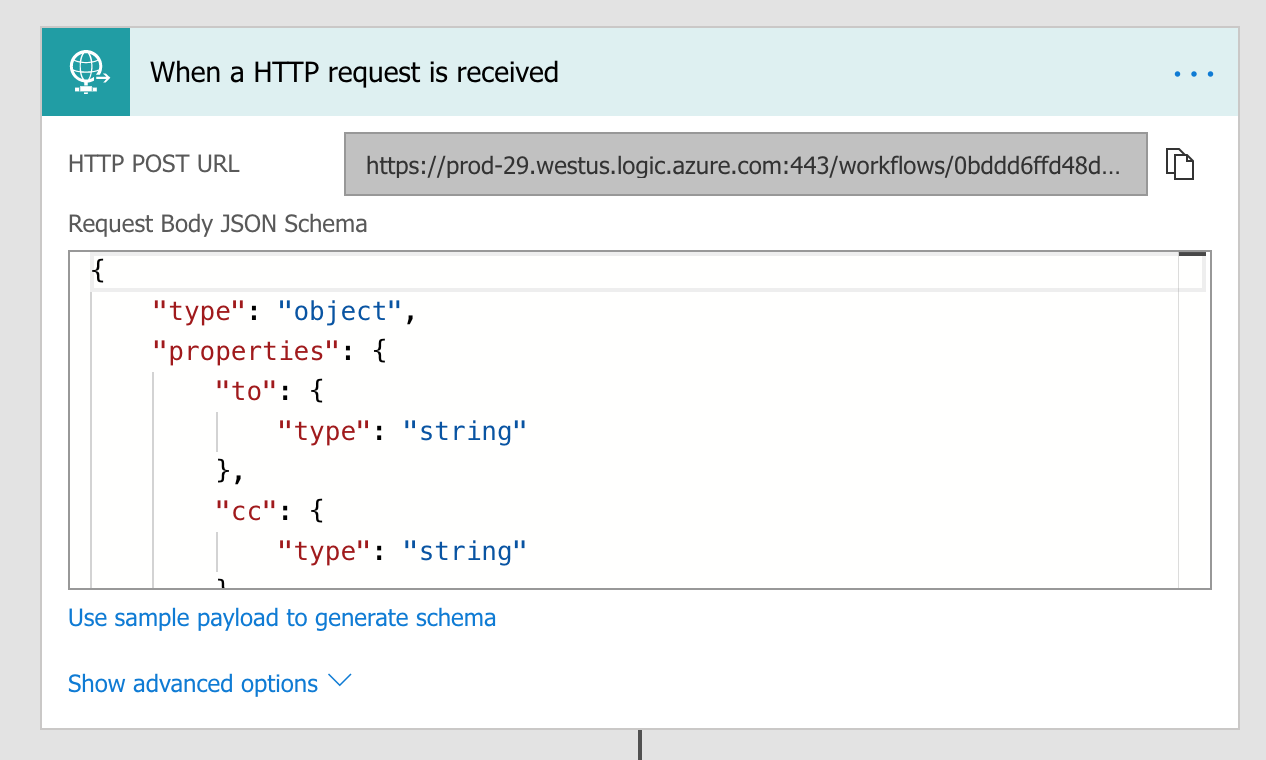 When a HTTP request is received
HTTP POST URL
https://prod-29.westus.logic.azure.com:443/workflows/0bddd6ffd48d...
Request Body JSON Schema
{
"type": "object",
"properties": {
"to": {
"type": "string"
},
"cc": {
"type": "string"
}
Use sample payload to generate schema
Show advanced options